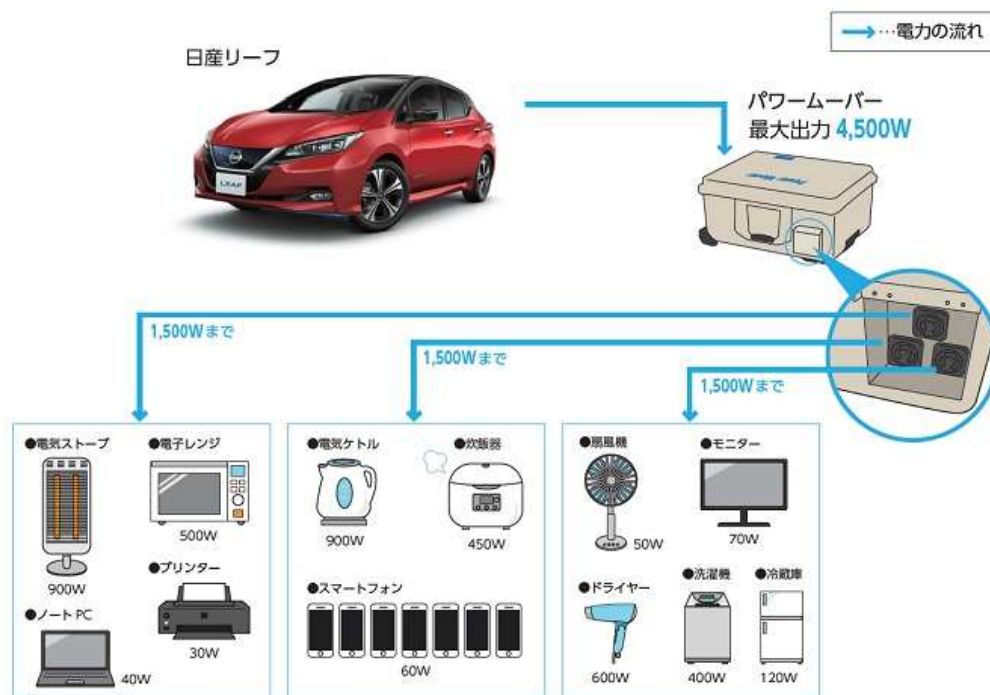 →…電力の流れ
日産リーフ
LEAF
パワームーバー
最大出力 4,500W
Power Mover
1,500Wまで
1,500Wまで
1,500Wまで
●電気ストーブ
900W
●電子レンジ
500W
●プリンター
30W
●ノートPC
40W
●電気ケトル
900W
●炊飯器
450W
●スマートフォン
60W
●扇風機
50W
●モニター
70W
●ドライヤー
600W
●洗濯機
400W
●冷蔵庫
120W